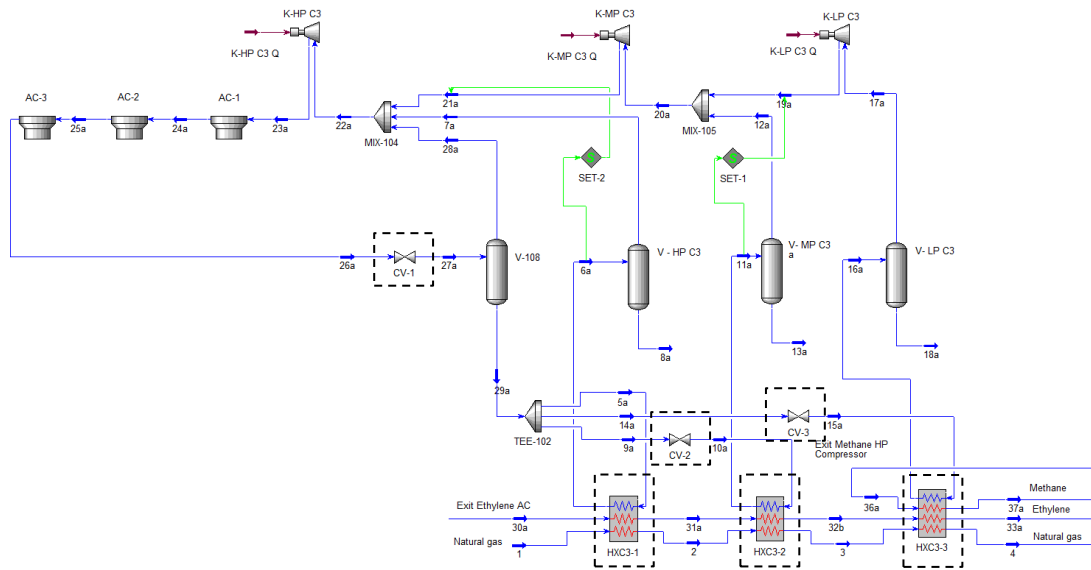 K-HP C3
K-MP C3
K-LP C3
K-HP C3 Q
K-MP C3 Q
K-LP C3 Q
AC-3
AC-2
AC-1
25a
24a
23a
22a
MIX-104
21a
7a
28a
20a
MIX-105
19a
12a
17a
SET-2
SET-1
26a
CV-1
27a
V-108
6a
V - HP C3
8a
11a
V- MP C3
a
13a
16a
V- LP C3
18a
29a
TEE-102
5a
14a
9a
CV-2
10a
CV-3
15a
Exit Methane HP
Compressor
Exit Ethylene AC
30a
Natural gas
1
HXC3-1
31a
2
HXC3-2
32b
3
36a
HXC3-3
Methane
37a
Ethylene
33a
Natural gas
4
S
S